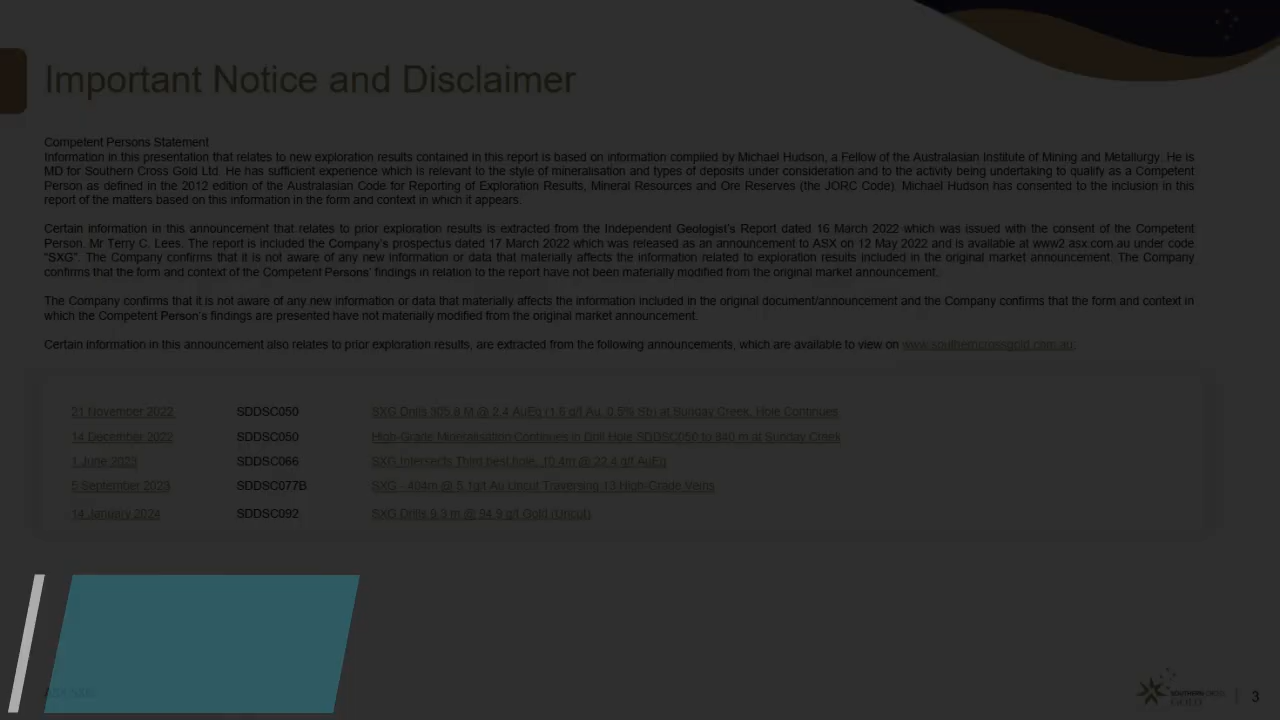 Important Notice and Disclaimer
Competent Persons Statement
Information in this presentation that relates to new exploration results contained in this report is based on information complied by Michael Hudson, a Fellow of the Australasian Institute of Mining and Metallurgy. He is
MD for Southern Cross Gold Ltd. He has sufficient experience which is relevant to the style of mineralisation and types of deposits under consideration and to the activity being undertaking to qualify as a Competent
Person as defined in the 2012 edition of the Australasian Code for Reporting of Exploration Results, Mineral Resources and Ore Reserves (the JORC Code). Michael Hudson has consented to the inclusion in this
report of the matters based on this information in the form and context in which it appears.
Certain information in this announcement that relates to prior exploration results is extracted from the Independent Geologist's Report dated 16 March 2022 which was issued with the consent of the Competent
Person, Mr Terry C. Lees. The report is included the Company's prospectus dated 17 March 2022 which was released as an announcement to ASX on 12 May 2022 and is available at www2.asx.com.au under code
"SXG". The Company confirms that it is not aware of any new information or data that materially affects the information related to exploration results included in the original market announcement. The Company
confirms that the form and context of the Competent Persons' findings in relation to the report have not been materially modified from the original market announcement.
The Company confirms that it is not aware of any new information or data that materially affects the information included in the original document/announcement and the Company confirms that the form and context in
which the Competent Person's findings are presented have not materially modified from the original market announcement.
Certain information in this announcement also relates to prior exploration results, are extracted from the following announcements, which are available to view on www.southerncrossgold.com.au:
21 November 2022 SDDSC050 SXG Drills 305.8 M @ 2.4 AuEq (1.6 g/t Au, 0.5% Sb) at Sunday Creek, Hole Continues
14 December 2022 SDDSC050 High-Grade Mineralisation Continues in Drill Hole SDDSC050 to 840 m at Sunday Creek
1 June 2023 SDDSC066 SXG Intersects Third best hole, 10.4m @ 22.4 g/t AuEq
5 September 2023 SDDSC077B SXG - 404m @ 5.1g/t Au Uncut Traversing 13 High-Grade Veins
14 January 2024 SDDSC092 SXG Drills 9.3 m @ 94.9 g/t Gold (Uncut)
ASX:SXG
SOUTHERN CROSS
GOLD
3